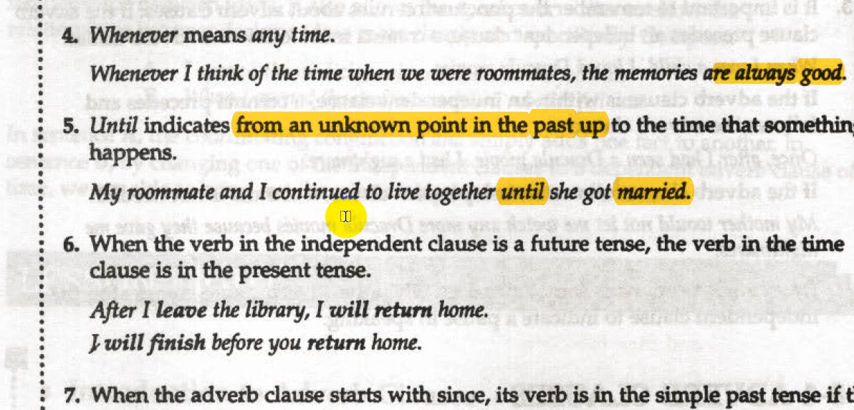 4. Whenever means any time.
Whenever I think of the time when we were roommates, the memories are always good.
5. Until indicates from an unknown point in the past up to the time that something
happens.
My roommate and I continued to live together until she got married.
6. When the verb in the independent clause is a future tense, the verb in the time
clause is in the present tense.
After I leave the library, I will return home.
I will finish before you return home.
7. When the adverb clause starts with since, its verb is in the simple past tense if